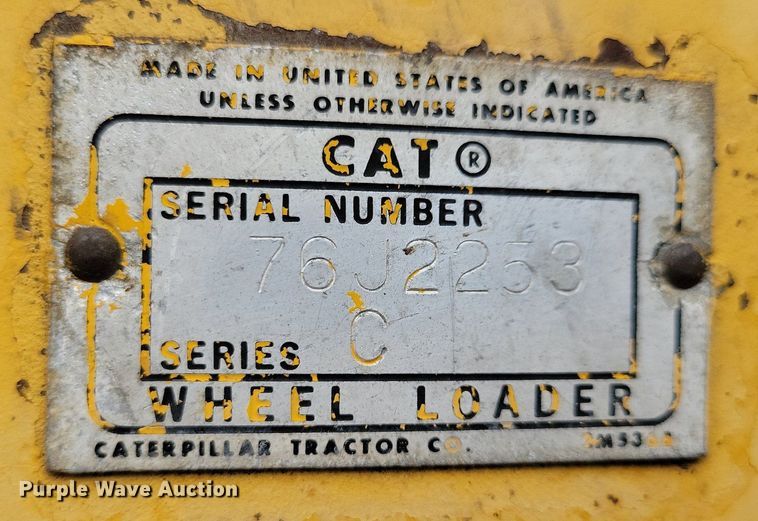 MADE IN UNITED STATES OF AMERICA
UNLESS OTHERWISE INDICATED
CAT ®
SERIAL NUMBER
76J2253
SERIES C
WHEEL LOADER
CATERPILLAR TRACTOR CO.
Purple Wave Auction